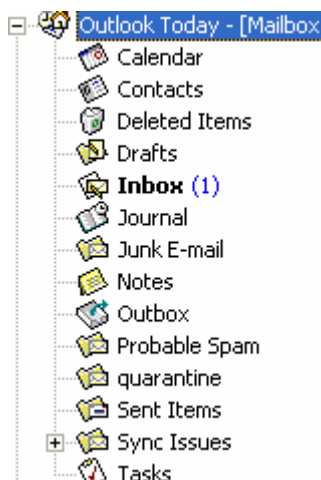 Outlook Today - [Mailbox
Calendar
Contacts
Deleted Items
Drafts
Inbox (1)
Journal
Junk E-mail
Notes
Outbox
Probable Spam
quarantine
Sent Items
Sync Issues
Tasks